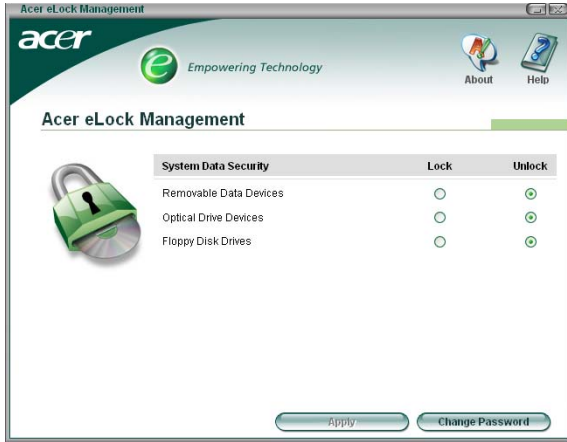 Acer eLock Management
acer
e Empowering Technology
About Help
Acer eLock Management
System Data Security Lock Unlock
Removable Data Devices
Optical Drive Devices
Floppy Disk Drives
Apply Change Password